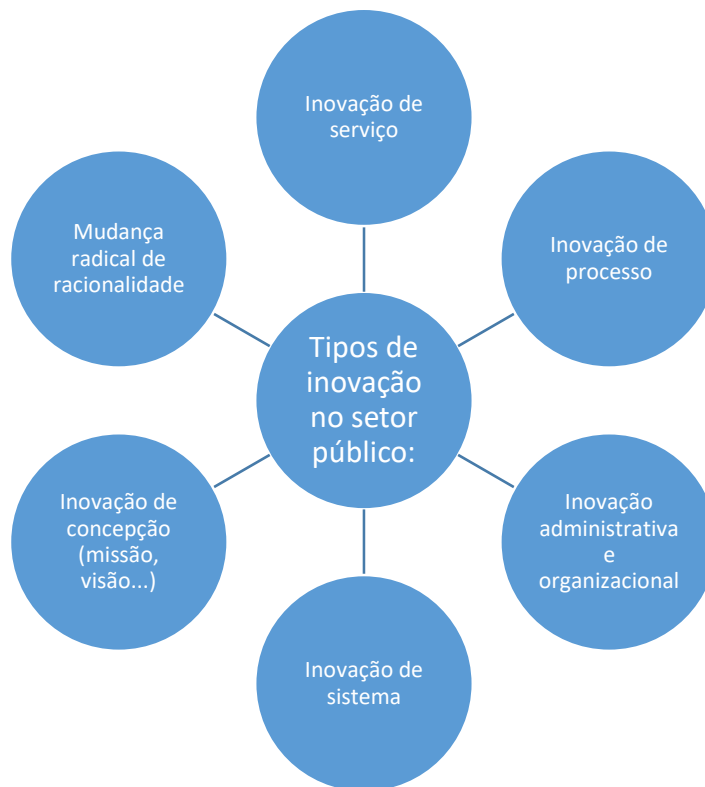 Inovação de
serviço
Inovação de
processo
Inovação
administrativa
e
organizacional
Inovação de
sistema
Inovação de
concepção
(missão,
visão...)
Mudança
radical de
racionalidade
Tipos de
inovação
no setor
público: